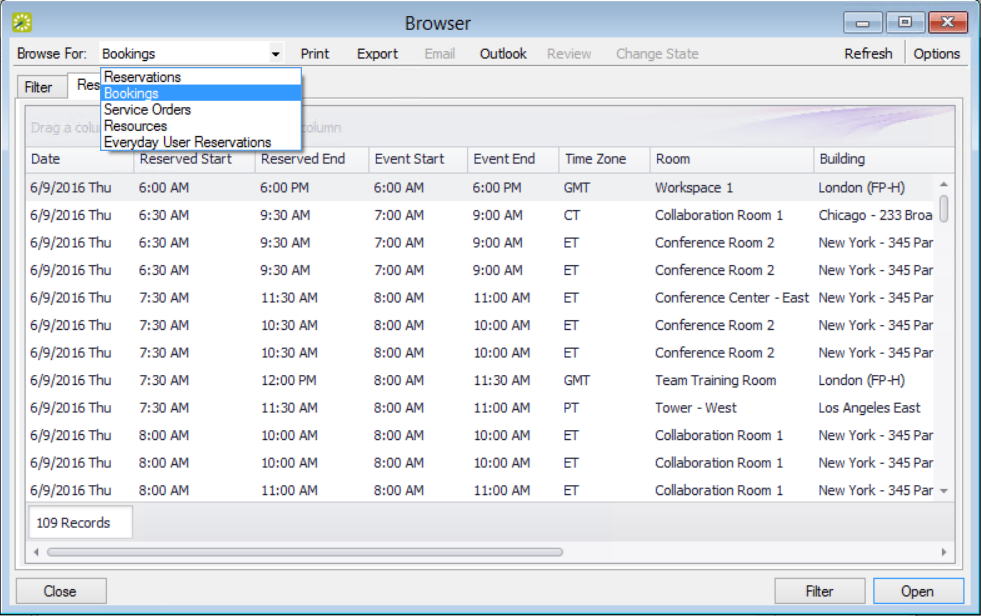 Browser
Browse For: Bookings Print Export Email Outlook Review Change State Refresh Options
Reservations
Bookings
Service Orders
Resources
Everyday User Reservations
Filter Res
Drag a colu column
Date Reserved Start Reserved End Event Start Event End Time Zone Room Building
6/9/2016 Thu 6:00 AM 6:00 PM 6:00 AM 6:00 PM GMT Workspace 1 London (FP-H)
6/9/2016 Thu 6:30 AM 9:30 AM 7:00 AM 9:00 AM CT Collaboration Room 1 Chicago - 233 Broa
6/9/2016 Thu 6:30 AM 9:30 AM 7:00 AM 9:00 AM ET Conference Room 2 New York - 345 Par
6/9/2016 Thu 6:30 AM 9:30 AM 7:00 AM 9:00 AM ET Conference Room 2 New York - 345 Par
6/9/2016 Thu 7:30 AM 11:30 AM 8:00 AM 11:00 AM ET Conference Center - East New York - 345 Par
6/9/2016 Thu 7:30 AM 10:30 AM 8:00 AM 10:00 AM ET Conference Room 2 New York - 345 Par
6/9/2016 Thu 7:30 AM 10:30 AM 8:00 AM 10:00 AM ET Conference Room 2 New York - 345 Par
6/9/2016 Thu 7:30 AM 12:00 PM 8:00 AM 11:30 AM GMT Team Training Room London (FP-H)
6/9/2016 Thu 7:30 AM 11:30 AM 8:00 AM 11:00 AM PT Tower - West Los Angeles East
6/9/2016 Thu 8:00 AM 10:00 AM 8:00 AM 10:00 AM ET Collaboration Room 1 New York - 345 Par
6/9/2016 Thu 8:00 AM 10:00 AM 8:00 AM 10:00 AM ET Collaboration Room 1 New York - 345 Par
6/9/2016 Thu 8:00 AM 11:00 AM 8:00 AM 11:00 AM ET Collaboration Room 1 New York - 345 Par
109 Records
Close Filter Open